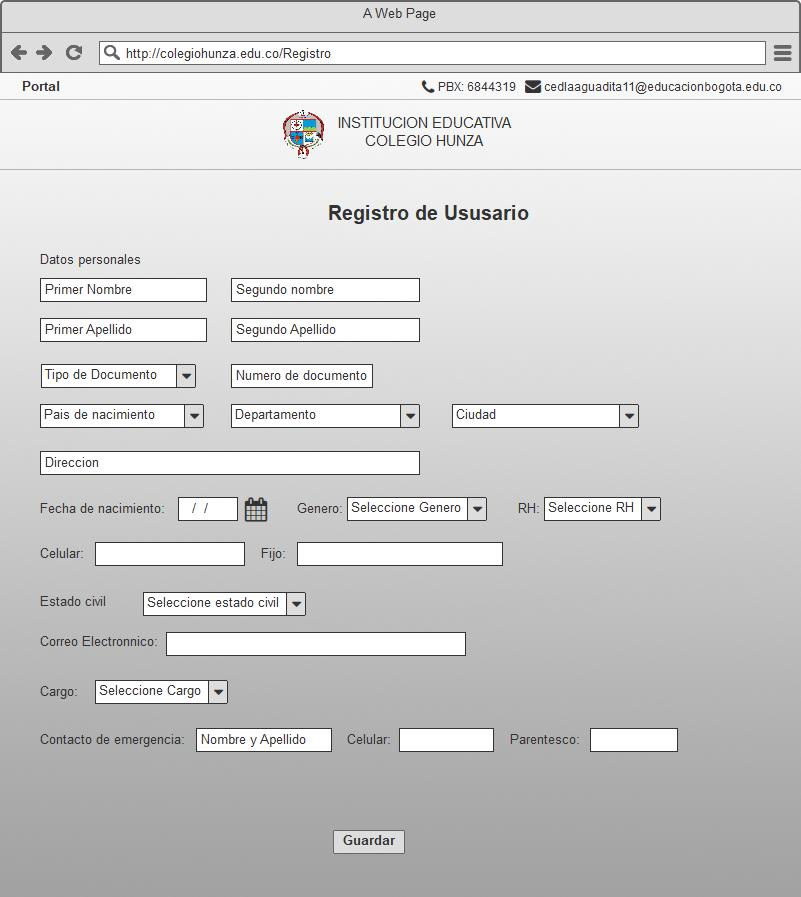 A Web Page
http://colegiohunza.edu.co/Registro
Portal PBX: 6844319 cedlaaguadita11@educacionbogota.edu.co
INSTITUCION EDUCATIVA
COLEGIO HUNZA
Registro de Ususario
Datos personales
Primer Nombre Segundo nombre
Primer Apellido Segundo Apellido
Tipo de Documento Numero de documento
Pais de nacimiento Departamento Ciudad
Direccion
Fecha de nacimiento: / / Genero: Seleccione Genero RH: Seleccione RH
Celular: Fijo:
Estado civil Seleccione estado civil
Correo Electronnico:
Cargo: Seleccione Cargo
Contacto de emergencia: Nombre y Apellido Celular: Parentesco:
Guardar